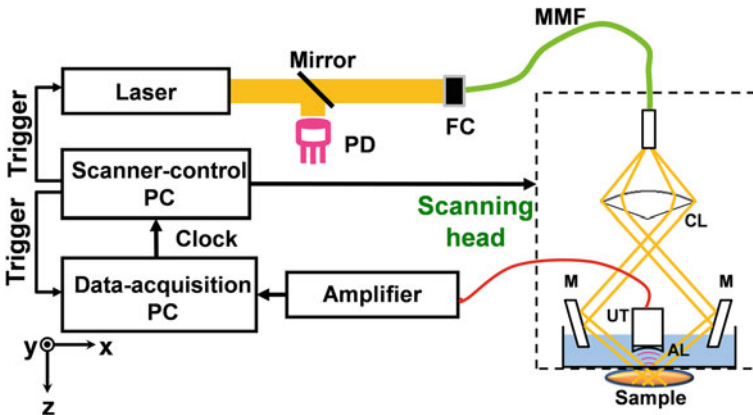 MMF
Mirror
Laser
FC
PD
Trigger
Scanner-control
PC
Scanning
head
CL
Trigger
Clock
Data-acquisition
PC
Amplifier
M
M
UT
AL
y
x
z
Sample